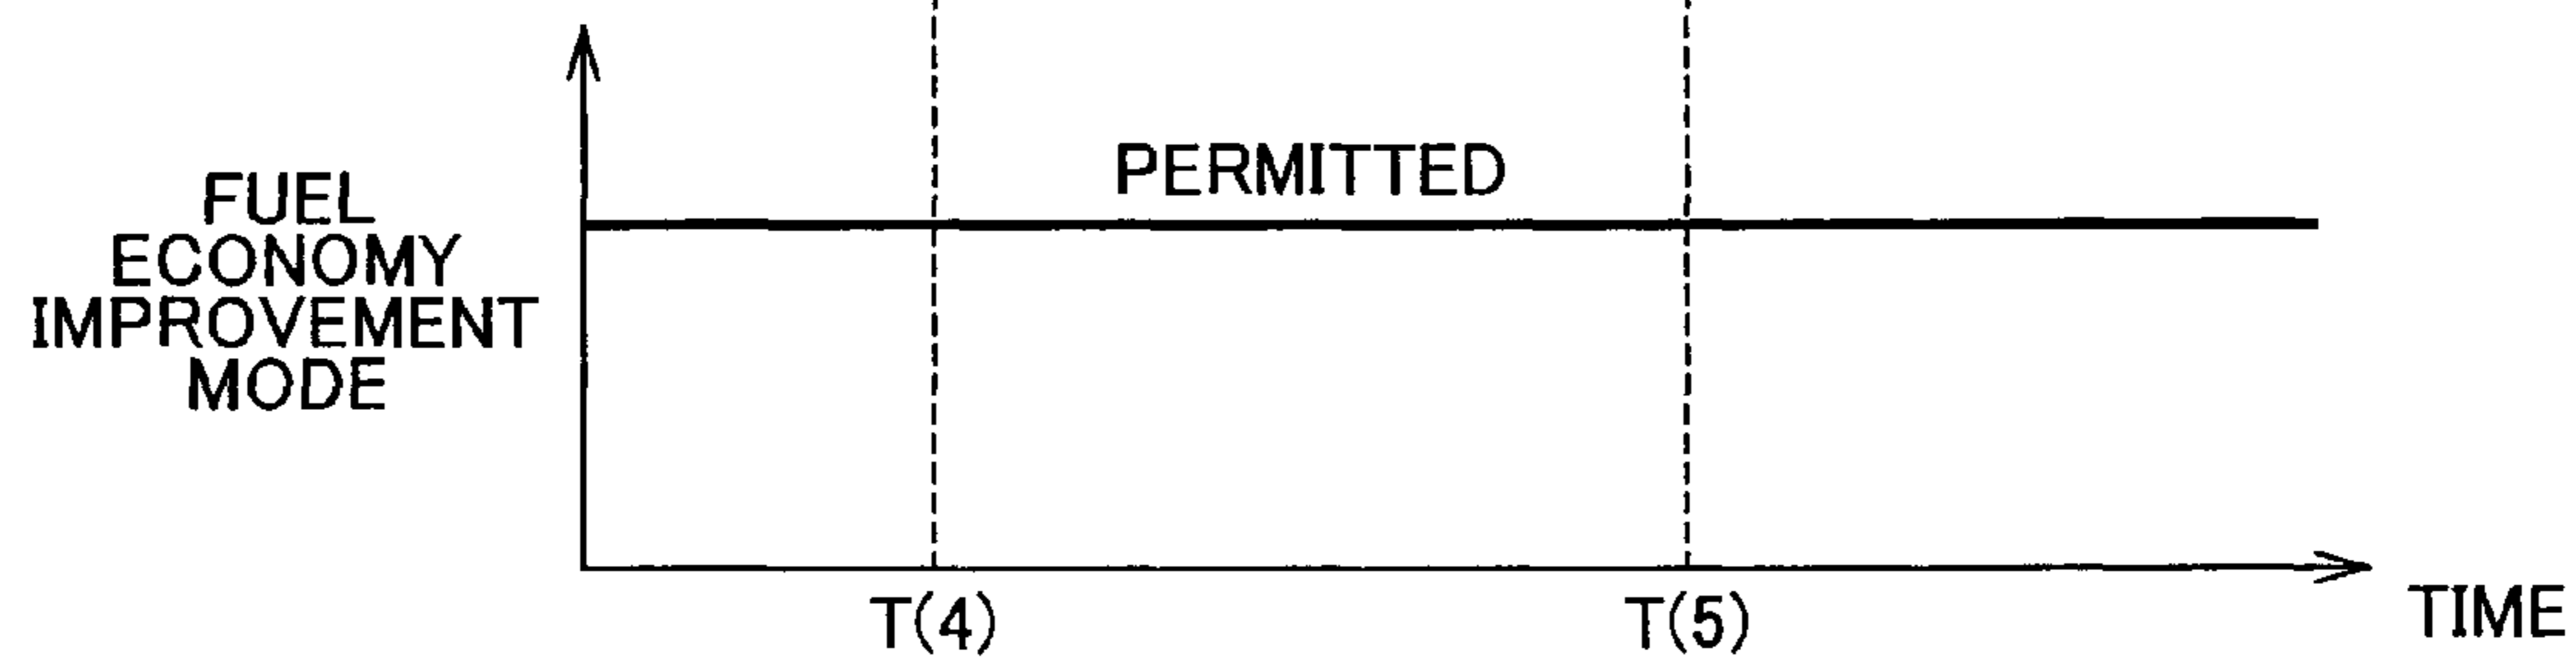 PERMITTED
FUEL
ECONOMY
IMPROVEMENT
MODE
T(4)
T(5)
TIME